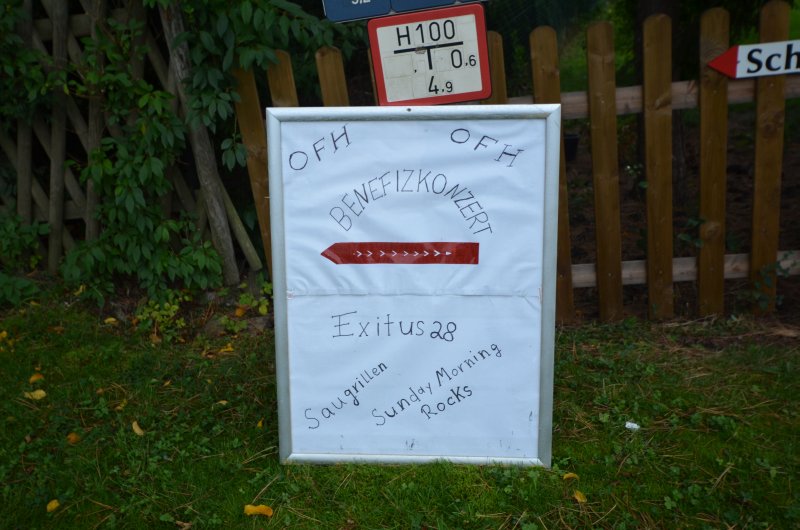 H100
T 0.6
4.9
Sch
OFH OFH
BENEFIZKONZERT
Exitus28
Saugrillen
Sunday Morning
Rocks